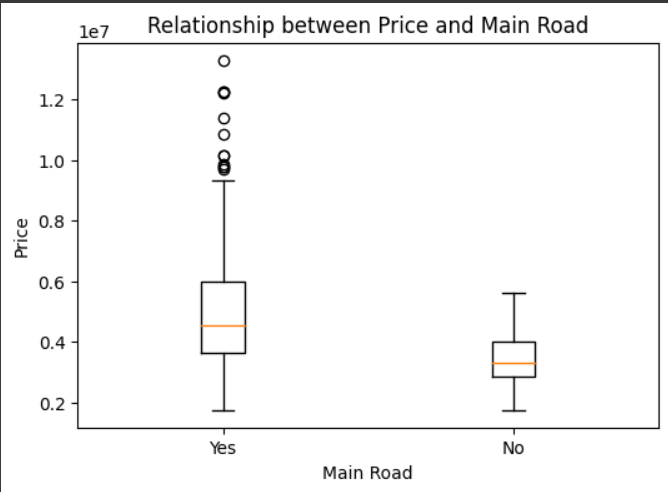 Relationship between Price and Main Road
1e7
1.2
1.0
0.8
0.6
0.4
0.2
Price
Yes
No
Main Road